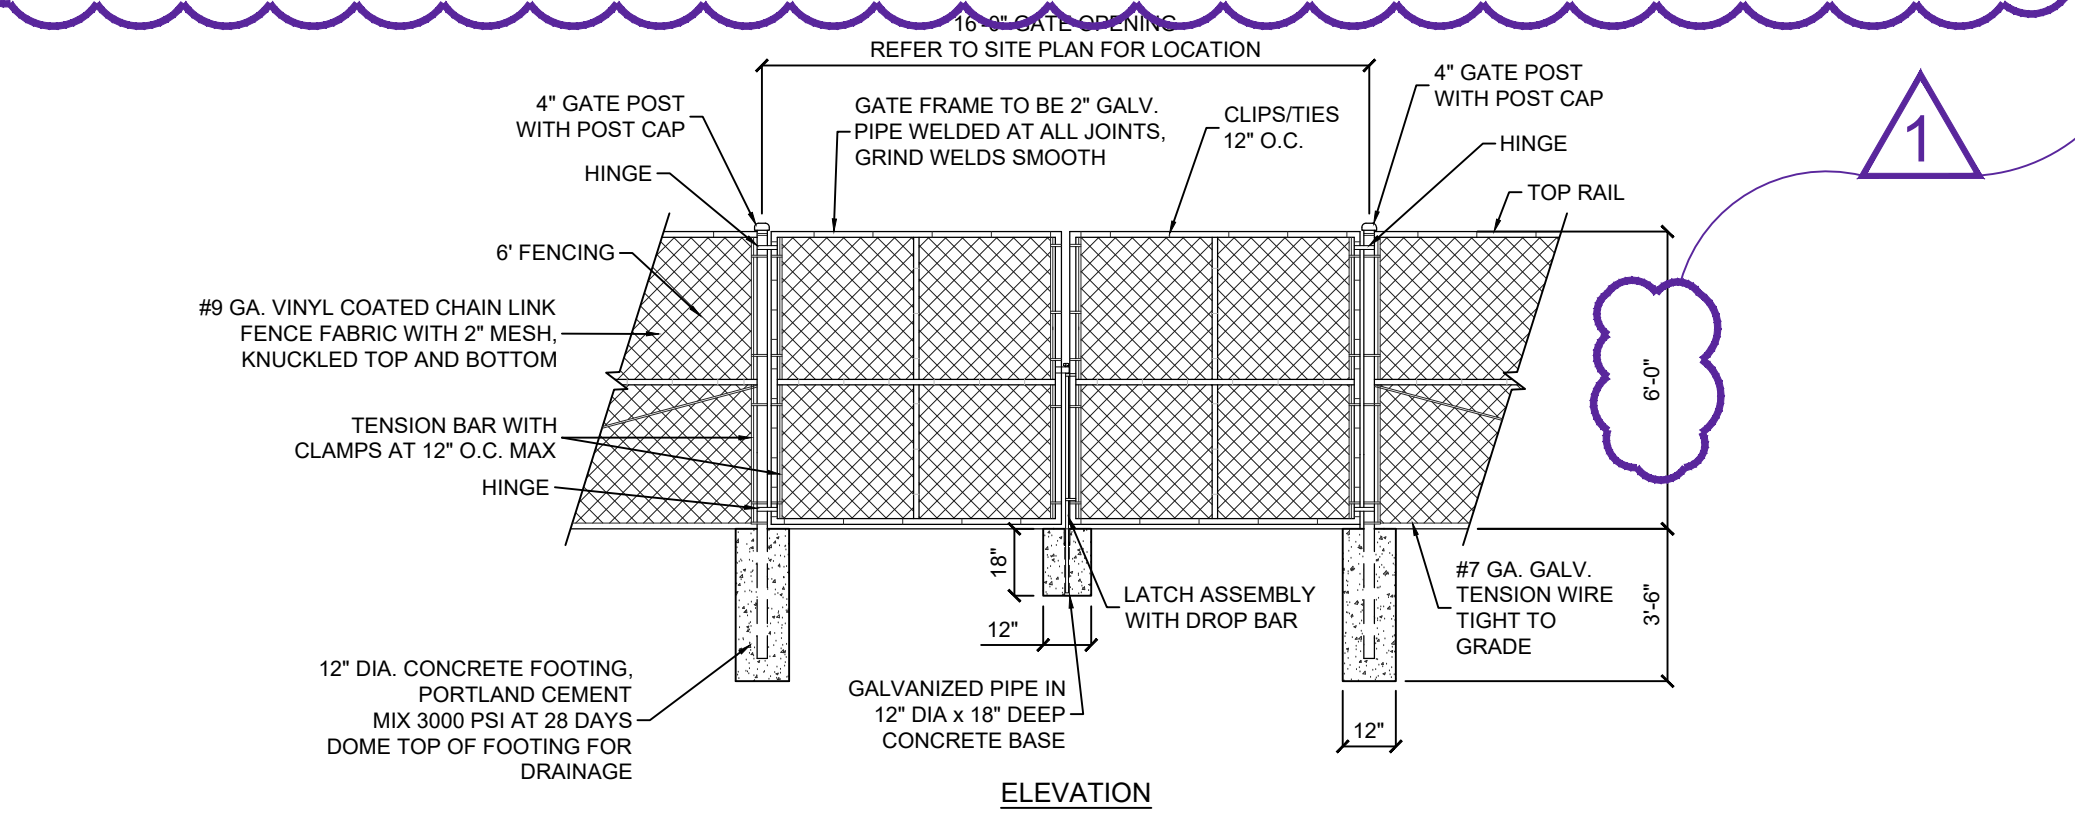 16'-0" GATE OPENING
REFER TO SITE PLAN FOR LOCATION
4" GATE POST
WITH POST CAP
HINGE
GATE FRAME TO BE 2" GALV.
PIPE WELDED AT ALL JOINTS,
GRIND WELDS SMOOTH
CLIPS/TIES
12" O.C.
4" GATE POST
WITH POST CAP
HINGE
TOP RAIL
1
6' FENCING
#9 GA. VINYL COATED CHAIN LINK
FENCE FABRIC WITH 2" MESH,
KNUCKLED TOP AND BOTTOM
TENSION BAR WITH
CLAMPS AT 12" O.C. MAX
HINGE
6'-0"
18"
12"
LATCH ASSEMBLY
WITH DROP BAR
#7 GA. GALV.
TENSION WIRE
TIGHT TO
GRADE
3'-6"
12" DIA. CONCRETE FOOTING,
PORTLAND CEMENT
MIX 3000 PSI AT 28 DAYS
DOME TOP OF FOOTING FOR
DRAINAGE
GALVANIZED PIPE IN
12" DIA x 18" DEEP
CONCRETE BASE
12"
ELEVATION